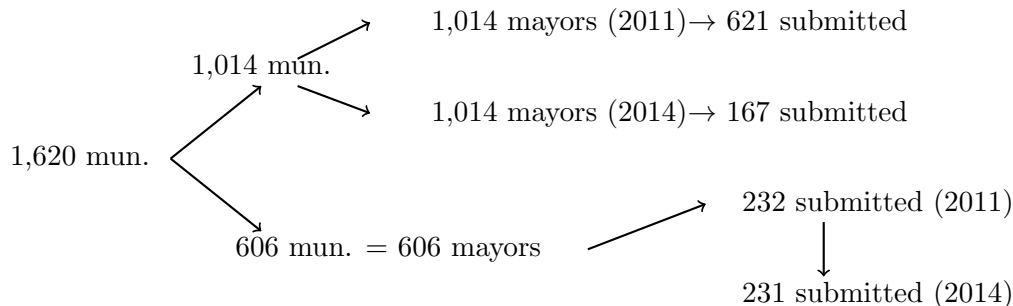 1,014 mayors (2011)→ 621 submitted
1,014 mun.
1,014 mayors (2014)→ 167 submitted
1,620 mun.
232 submitted (2011)
606 mun. = 606 mayors
231 submitted (2014)